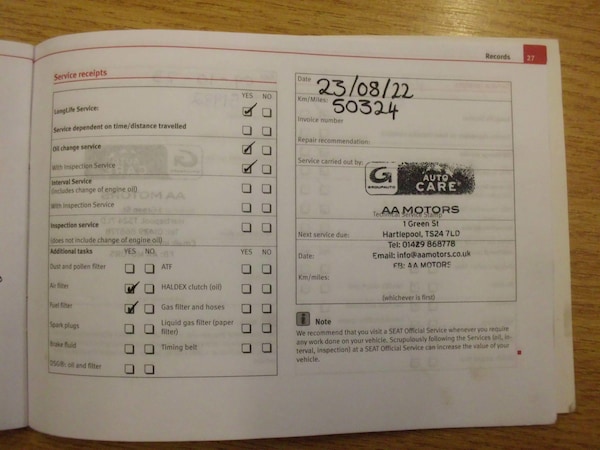 Records 27
Service receipts
YES NO
LongLife Service:
Service dependent on time/distance travelled
Oil change service
With Inspection Service
Interval Service
(includes change of engine oil)
With Inspection Service
Inspection service
(does not include change of engine oil)
Additional tasks YES NO YES NO
Dust and pollen filter ATF
Air filter HALDEX clutch (oil)
Fuel filter Gas filter and hoses
Spark plugs Liquid gas filter (paper filter)
Brake fluid Timing belt
DSG®: oil and filter
Date 23/08/22
Km/Miles: 50324
Invoice number
Repair recommendation:
Service carried out by:
G GROUPAUTO AUTO CARE
AA MOTORS
Technical Service Stamp
1 Green St
Next service due: Hartlepool, TS24 7LD
Tel: 01429 868778
Date: Email: info@aamotors.co.uk
FB: AA MOTORS
Km/miles:
(whichever is first)
i Note
We recommend that you visit a SEAT Official Service whenever you require
any work done on your vehicle. Scrupulously following the Services (oil, in-
terval, inspection) at a SEAT Official Service can increase the value of your
vehicle.